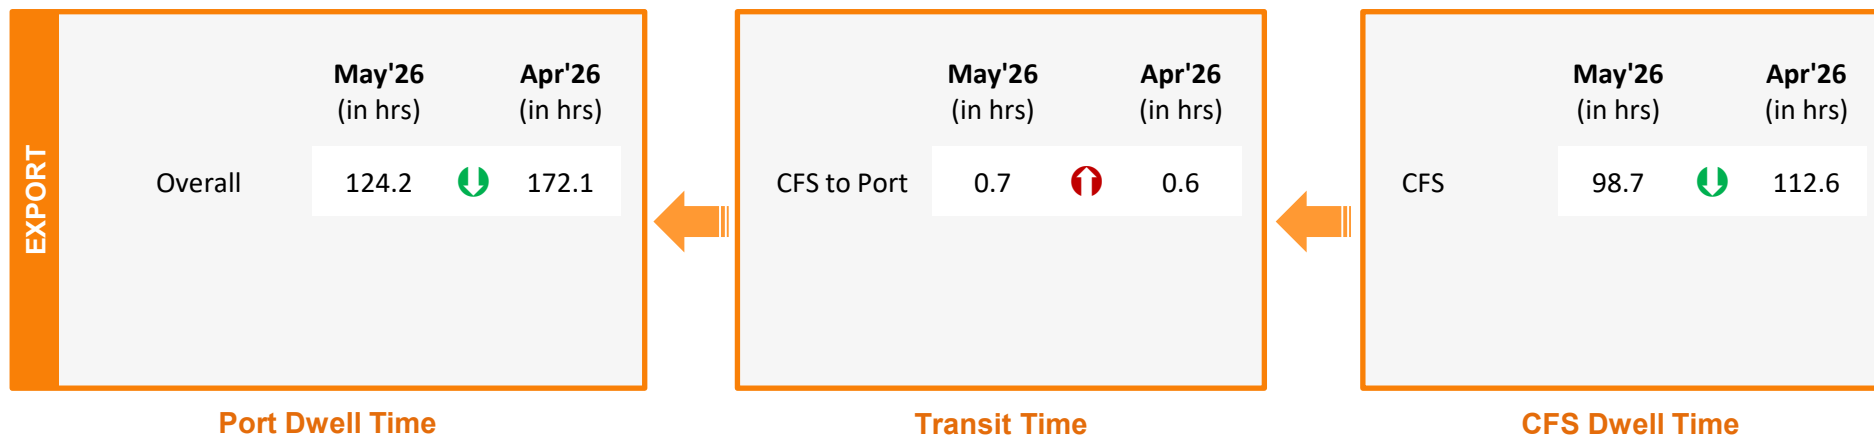 EXPORT
May'26 Apr'26
(in hrs) (in hrs)
Overall 124.2 172.1
Port Dwell Time
May'26 Apr'26
(in hrs) (in hrs)
CFS to Port 0.7 0.6
Transit Time
May'26 Apr'26
(in hrs) (in hrs)
CFS 98.7 112.6
CFS Dwell Time